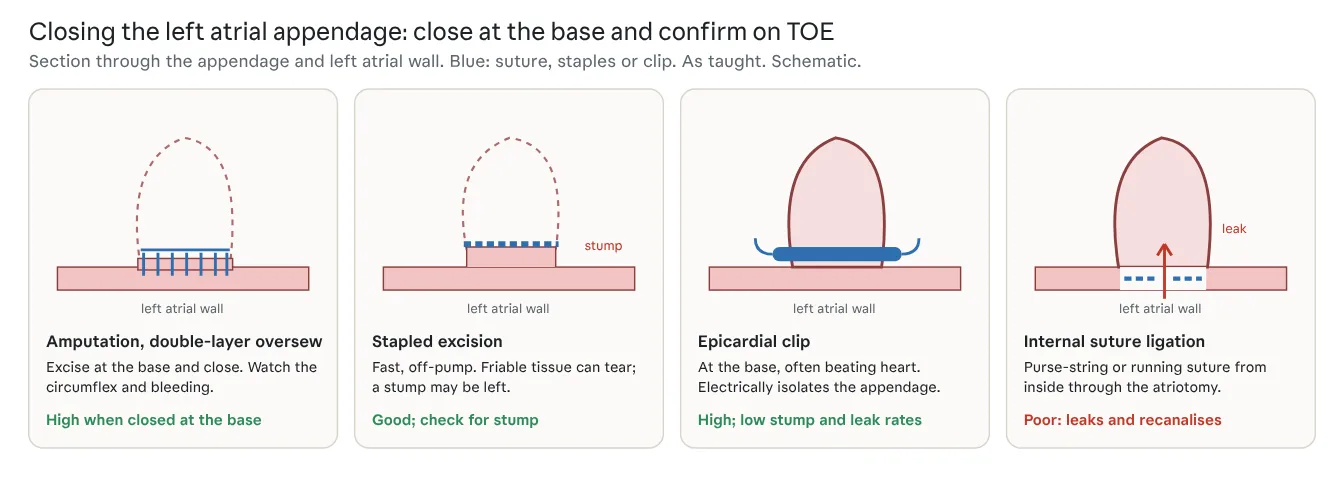 Closing the left atrial appendage: close at the base and confirm on TOE
Section through the appendage and left atrial wall. Blue: suture, staples or clip. As taught. Schematic.
left atrial wall
Amputation, double-layer oversew
Excise at the base and close. Watch the
circumflex and bleeding.
High when closed at the base
stump
left atrial wall
Stapled excision
Fast, off-pump. Friable tissue can tear;
a stump may be left.
Good; check for stump
left atrial wall
Epicardial clip
At the base, often beating heart.
Electrically isolates the appendage.
High; low stump and leak rates
leak
left atrial wall
Internal suture ligation
Purse-string or running suture from
inside through the atriotomy.
Poor: leaks and recanalises